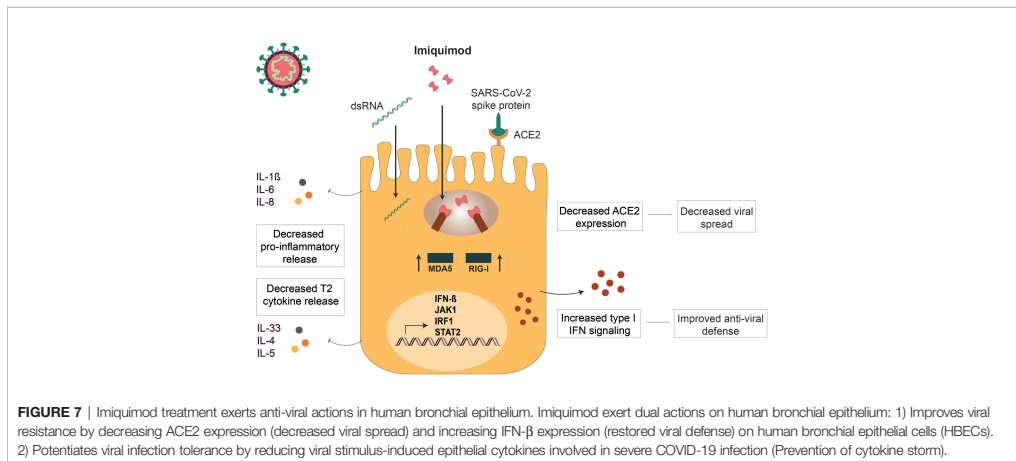 Imiquimod
dsRNA
SARS-CoV-2
spike protein
ACE2
IL-1ß
IL-6
IL-8
Decreased
pro-inflammatory
release
Decreased T2
cytokine release
IL-33
IL-4
IL-5
MDA5
RIG-I
IFN-ß
JAK1
IRF1
STAT2
Decreased ACE2
expression
Decreased viral
spread
Increased type I
IFN signaling
Improved anti-viral
defense
FIGURE 7 | Imiquimod treatment exerts anti-viral actions in human bronchial epithelium. Imiquimod exert dual actions on human bronchial epithelium: 1) Improves viral
resistance by decreasing ACE2 expression (decreased viral spread) and increasing IFN-β expression (restored viral defense) on human bronchial epithelial cells (HBECs).
2) Potentiates viral infection tolerance by reducing viral stimulus-induced epithelial cytokines involved in severe COVID-19 infection (Prevention of cytokine storm).